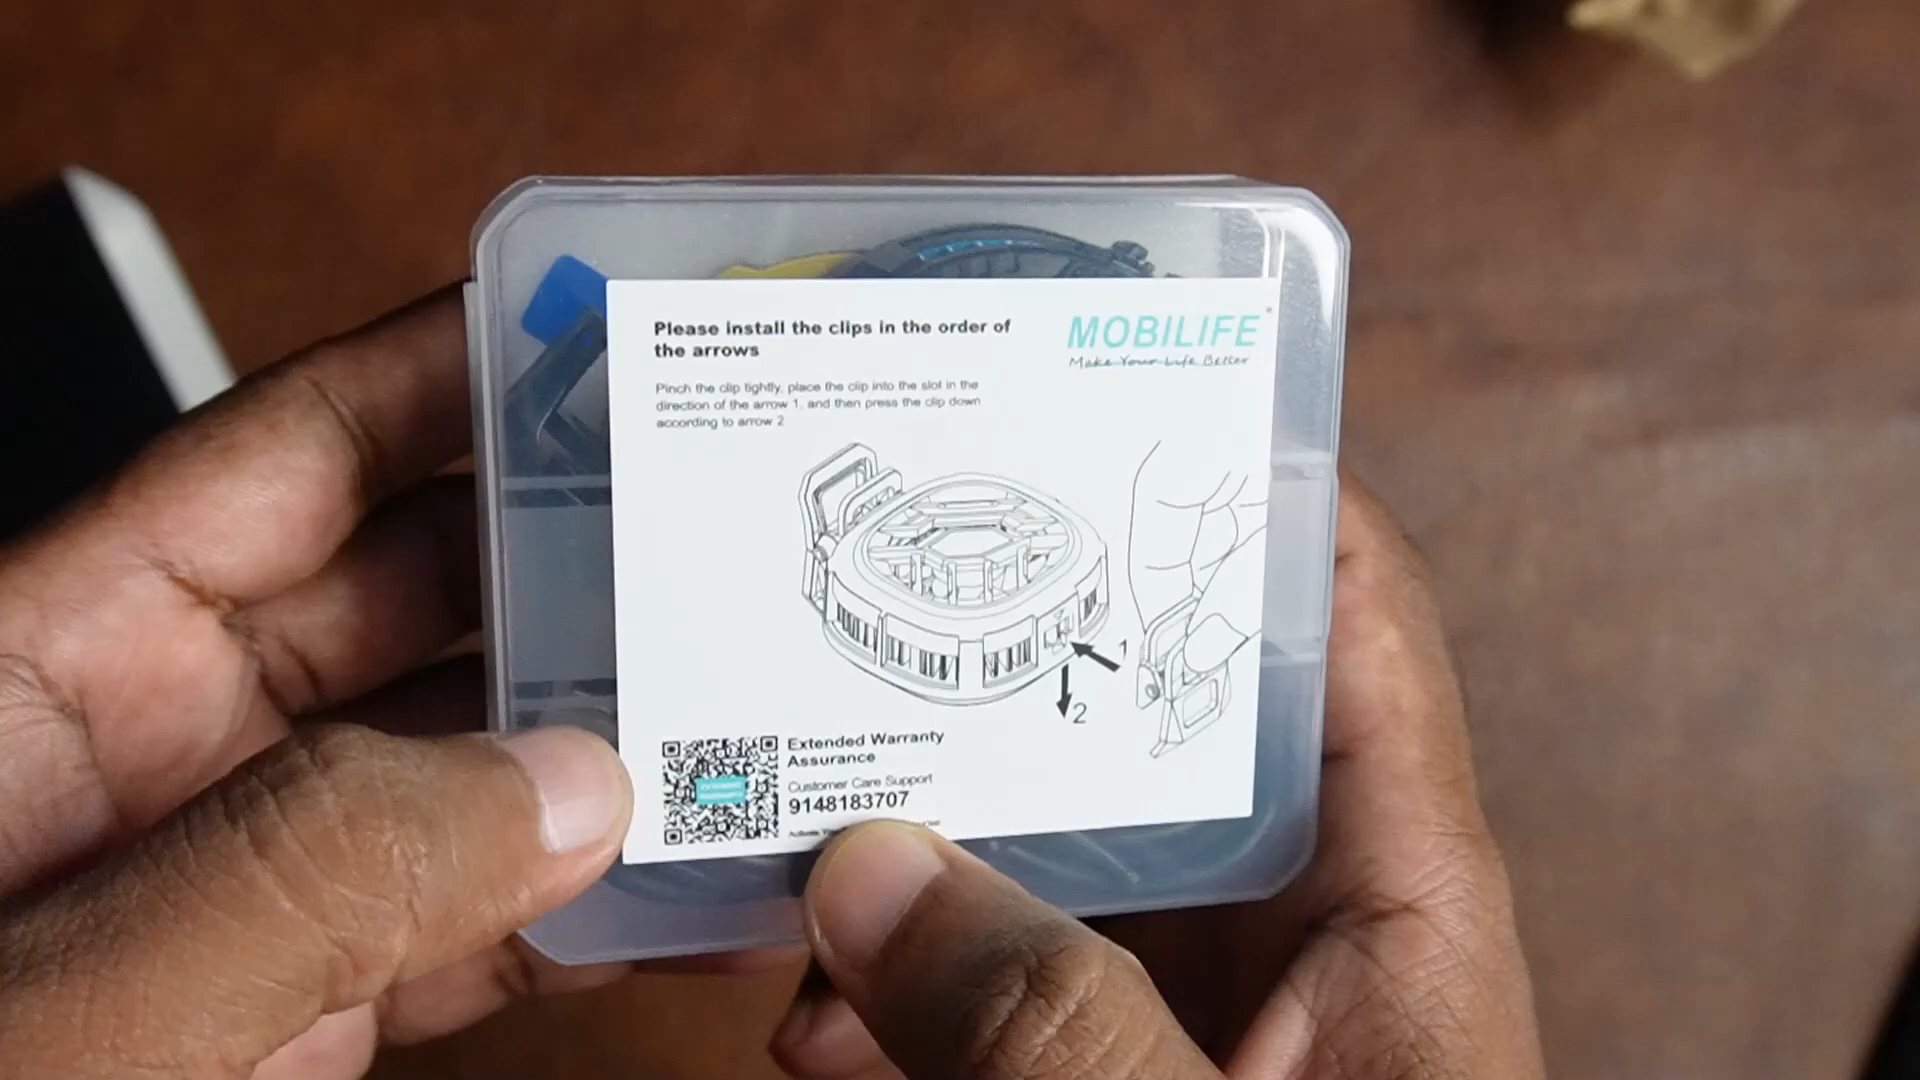 Please install the clips in the order of
the arrows
MOBILIFE
Make Your Life Better
Pinch the clip tightly, place the clip into the slot in the
direction of the arrow 1, and then press the clip down
according to arrow 2
1
2
Extended Warranty
Assurance
Customer Care Support
9148183707
Activate